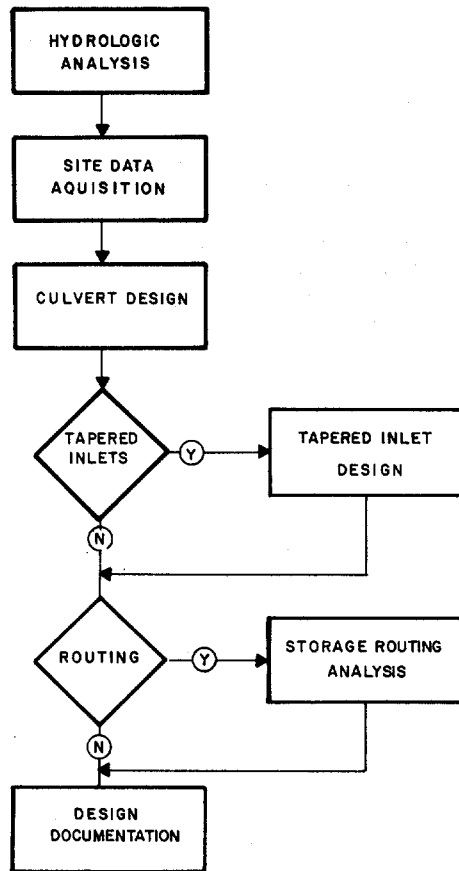 HYDROLOGIC
ANALYSIS
SITE DATA
AQUISITION
CULVERT DESIGN
TAPERED
INLETS
Y
TAPERED INLET
DESIGN
N
ROUTING
Y
STORAGE ROUTING
ANALYSIS
N
DESIGN
DOCUMENTATION